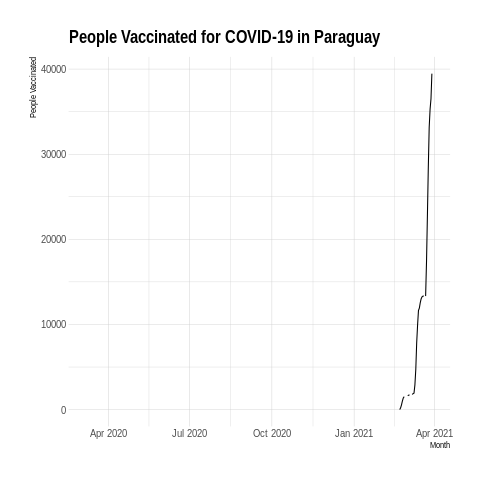 People Vaccinated for COVID-19 in Paraguay
People Vaccinated
40000
30000
20000
10000
0
Apr 2020 Jul 2020 Oct 2020 Jan 2021 Apr 2021
Month